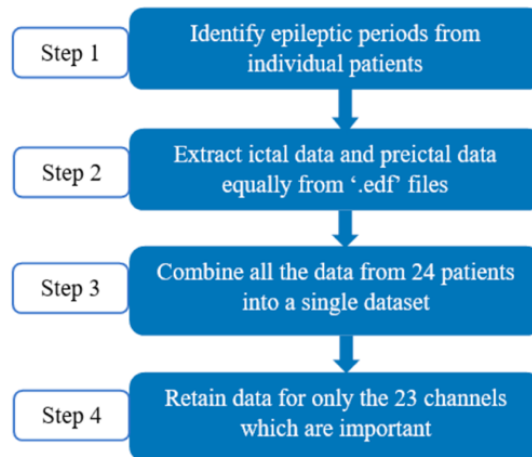 Step 1
Identify epileptic periods from
individual patients
Step 2
Extract ictal data and preictal data
equally from ‘.edf’ files
Step 3
Combine all the data from 24 patients
into a single dataset
Step 4
Retain data for only the 23 channels
which are important